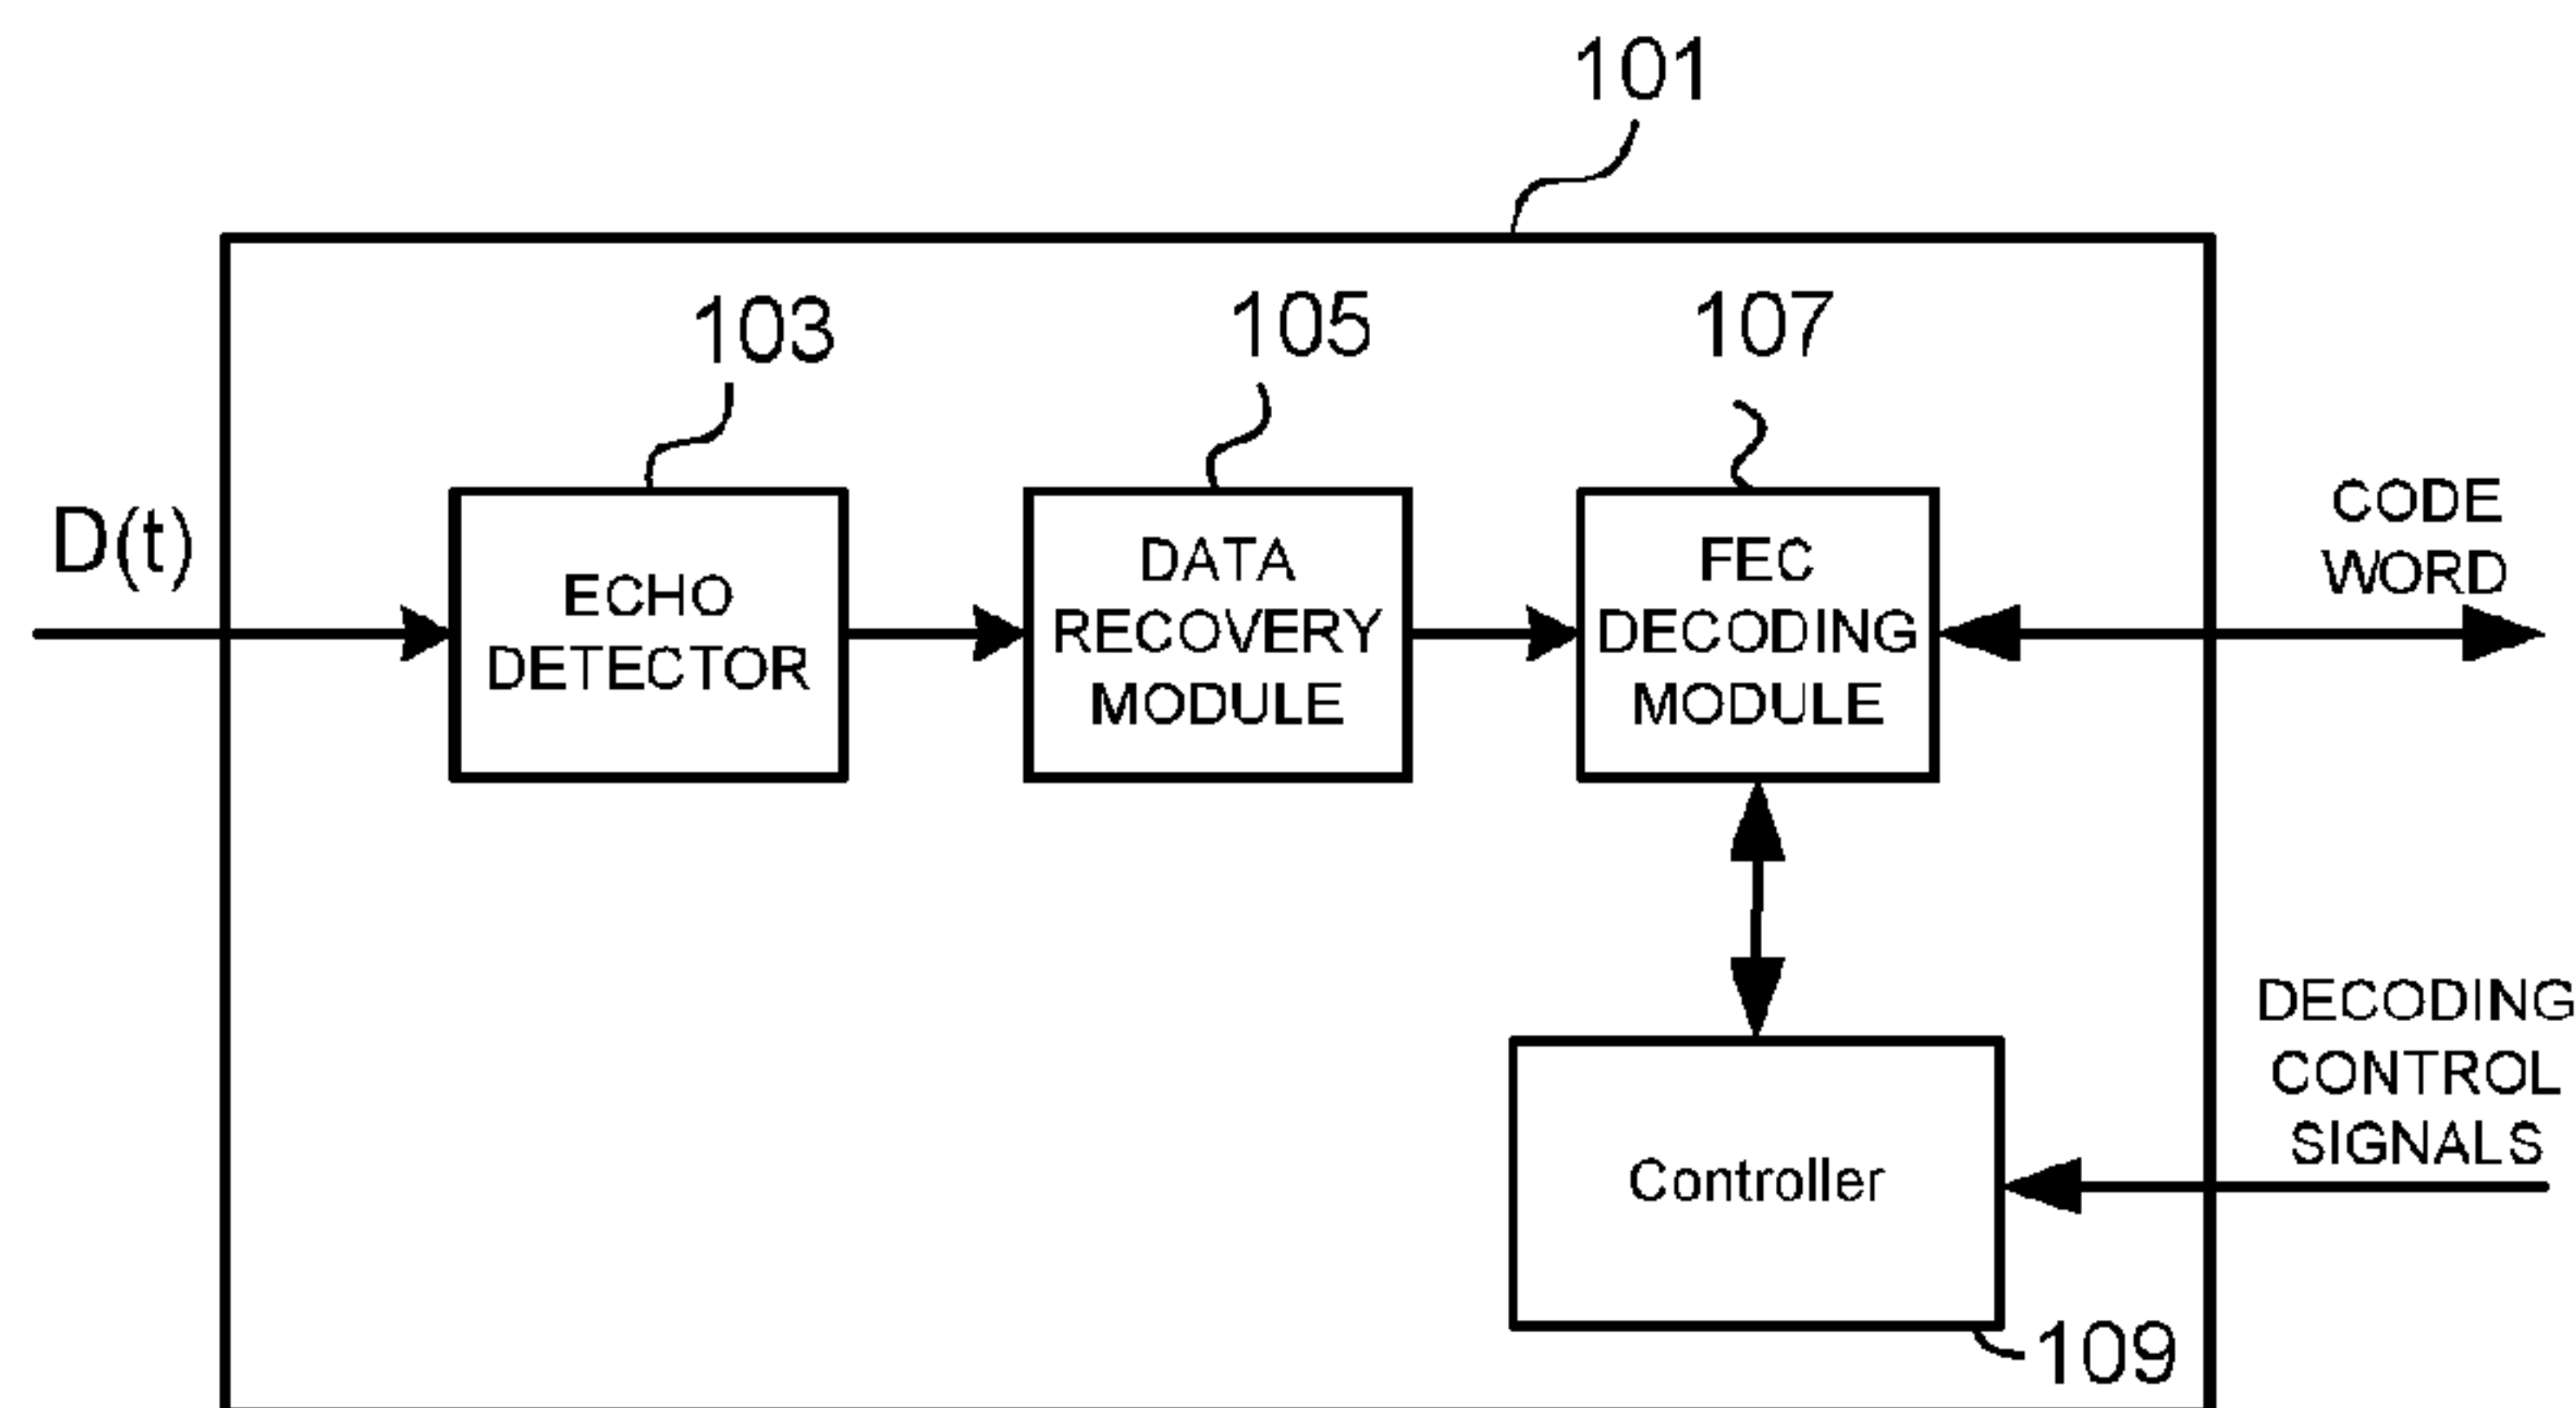 101
103
105
107
D(t)
ECHO
DETECTOR
DATA
RECOVERY
MODULE
FEC
DECODING
MODULE
CODE
WORD
DECODING
CONTROL
SIGNALS
Controller
109